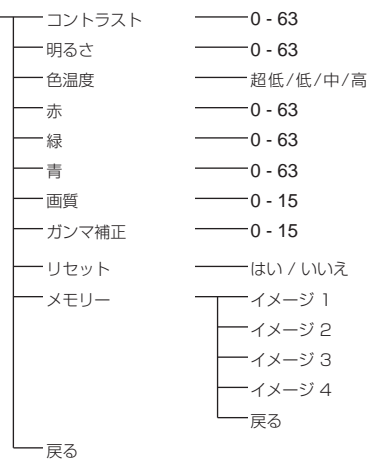 コントラスト 0 - 63
明るさ 0 - 63
色温度 超低/低/中/高
赤 0 - 63
緑 0 - 63
青 0 - 63
画質 0 - 15
ガンマ補正 0 - 15
リセット はい / いいえ
メモリー イメージ 1
イメージ 2
イメージ 3
イメージ 4
戻る
戻る